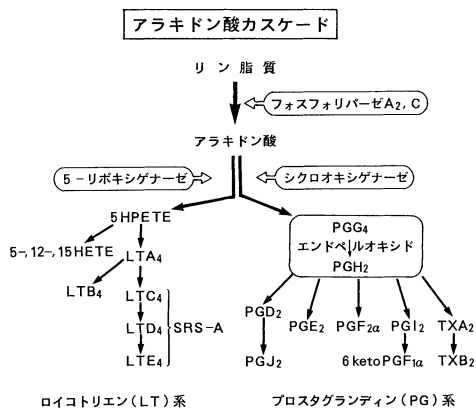 アラキドン酸カスケード
リン脂質
フォスフォリパーゼA2, C
アラキドン酸
5-リポキシゲナーゼ
シクロオキシゲナーゼ
5HPETE
5-,12-,15HETE
LTA4
LTB4
LTC4
LTD4
SRS-A
LTE4
PGG4
エンドペルオキシド
PGH2
PGD2
PGE2
PGF2α
PGI2
TXA2
PGJ2
6 keto PGF1α
TXB2
ロイコトリエン(LT)系
プロスタグランディン(PG)系